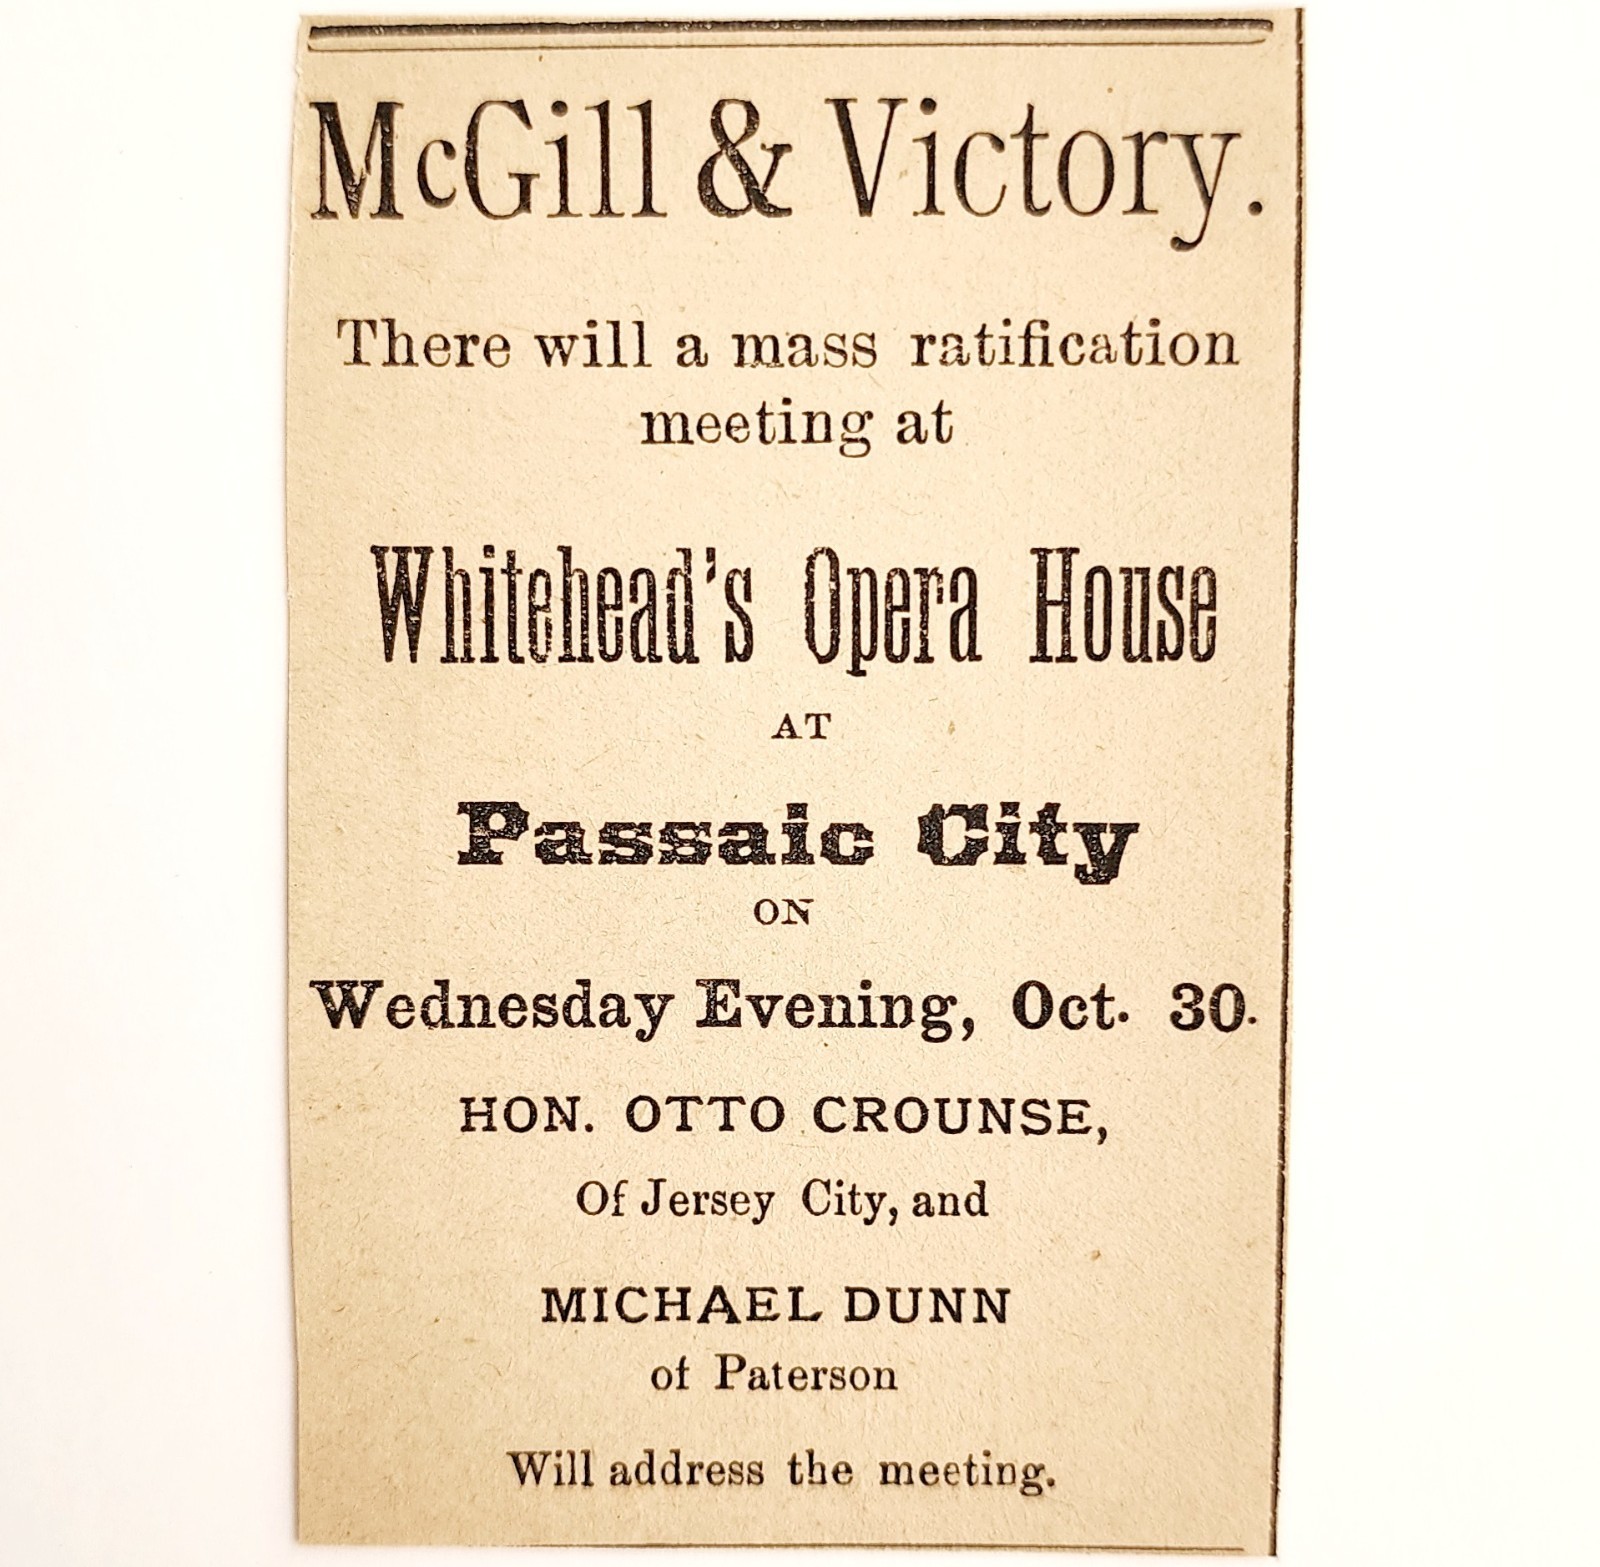 McGill & Victory.
There will a mass ratification
meeting at
Whitehead's Opera House
AT
Passaic City
ON
Wednesday Evening, Oct. 30.
HON. OTTO CROUNSE,
Of Jersey City, and
MICHAEL DUNN
of Paterson
Will address the meeting.